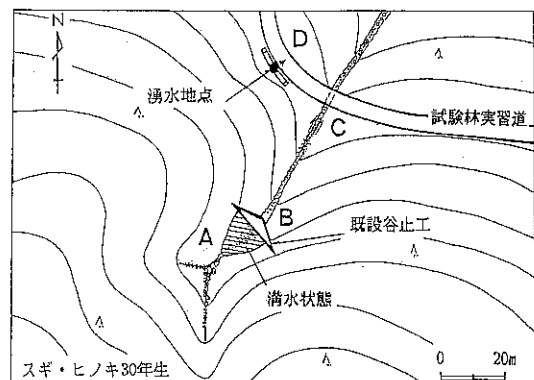 N
D
湧水地点
試験林実習道
C
A
B
既設谷止工
満水状態
スギ・ヒノキ30年生
0 20m